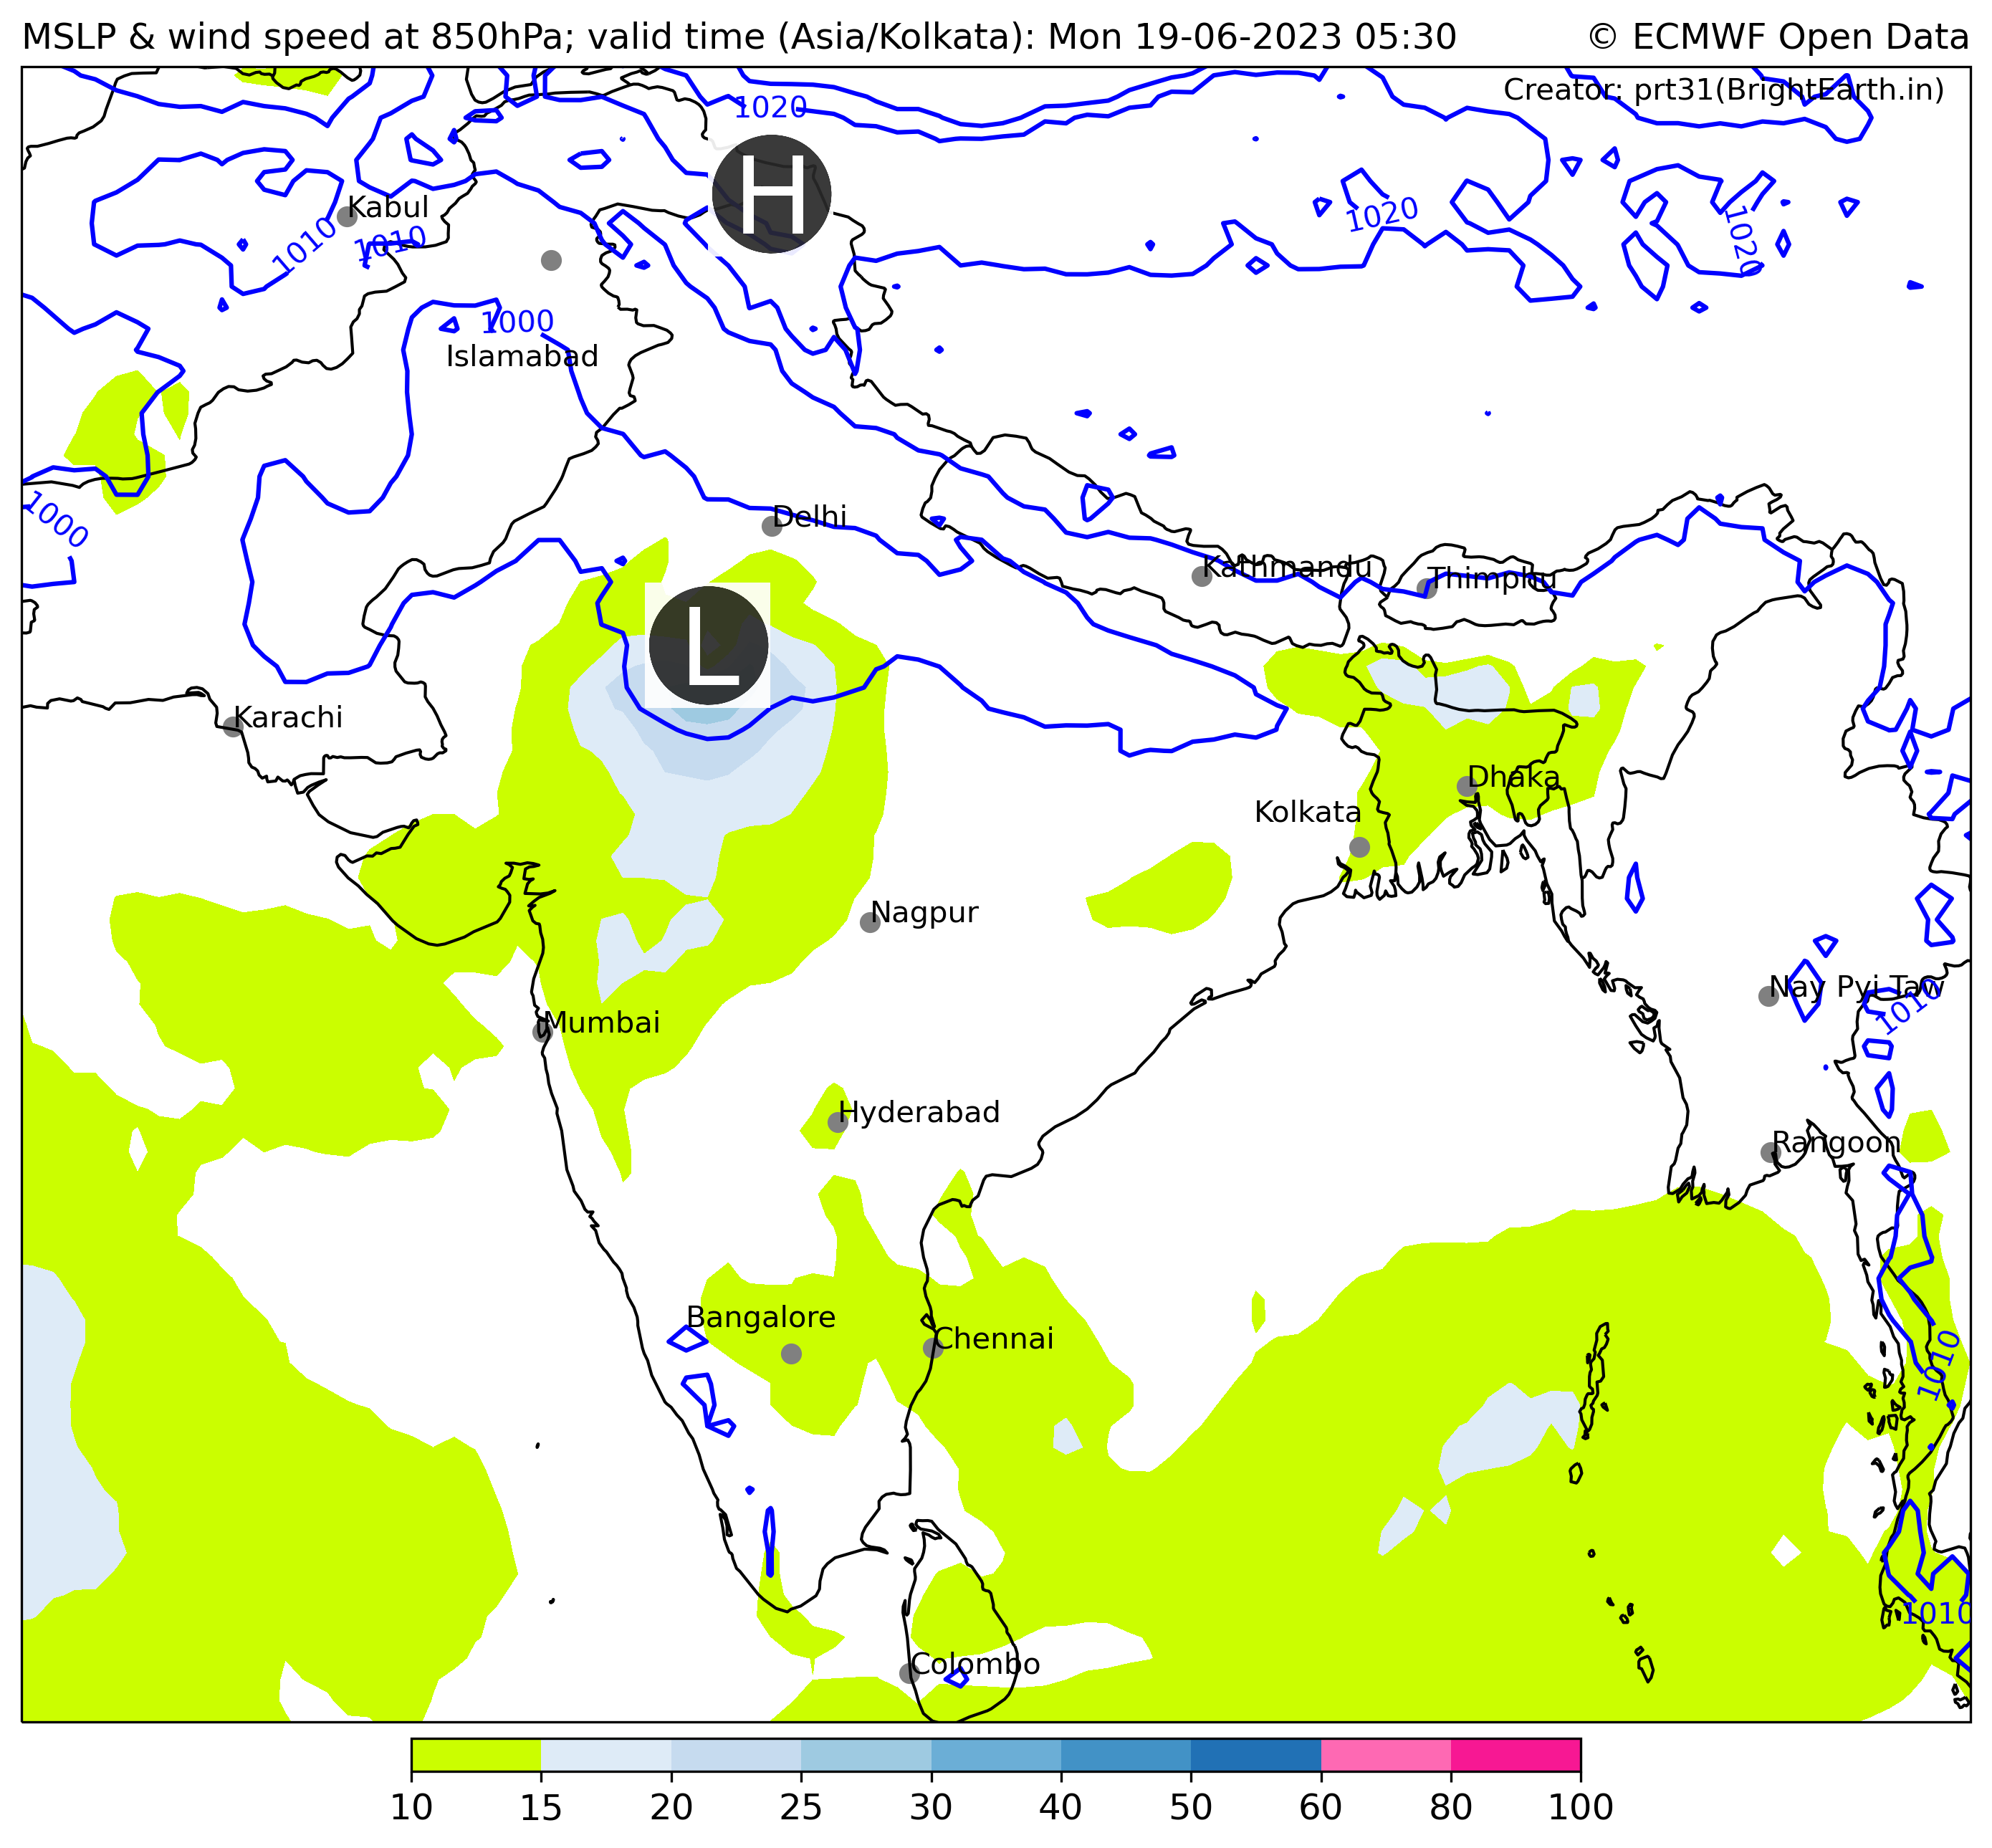 MSLP & wind speed at 850hPa; valid time (Asia/Kolkata): Mon 19-06-2023 05:30
© ECMWF Open Data
Creator: prt31(BrightEarth.in)
1020
H
Kabul
1010
1010
1020
1020
1000
Islamabad
1000
Delhi
Kathmandu
Thimphu
L
Karachi
Dhaka
Kolkata
Nagpur
Nay Pyi Taw
1010
Mumbai
Hyderabad
Rangoon
Bangalore
Chennai
1010
1010
Colombo
10 15 20 25 30 40 50 60 80 100